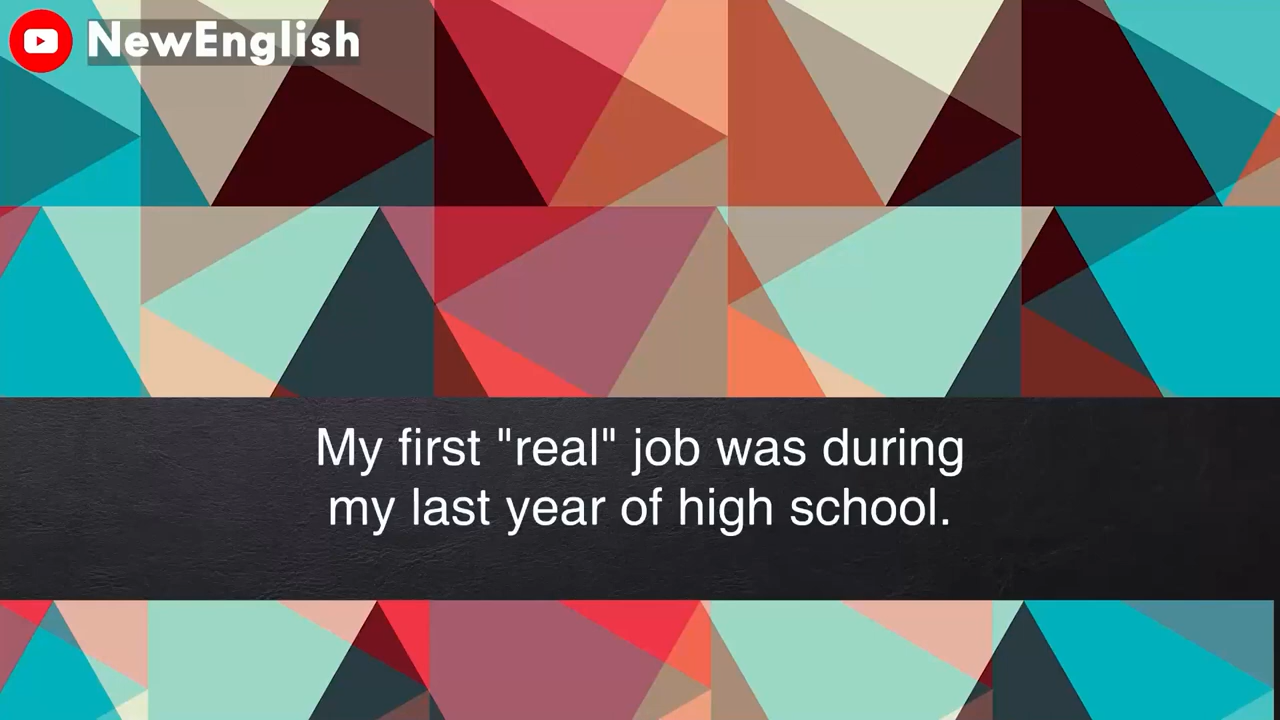 NewEnglish
My first "real" job was during
my last year of high school.